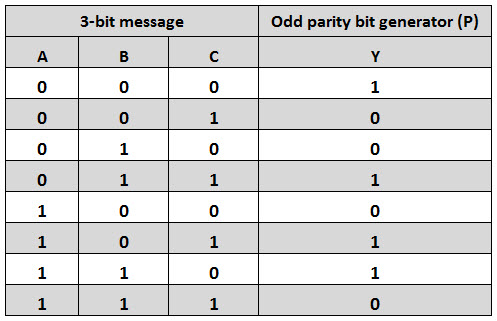 3-bit message Odd parity bit generator (P)
A B C Y
0 0 0 1
0 0 1 0
0 1 0 0
0 1 1 1
1 0 0 0
1 0 1 1
1 1 0 1
1 1 1 0